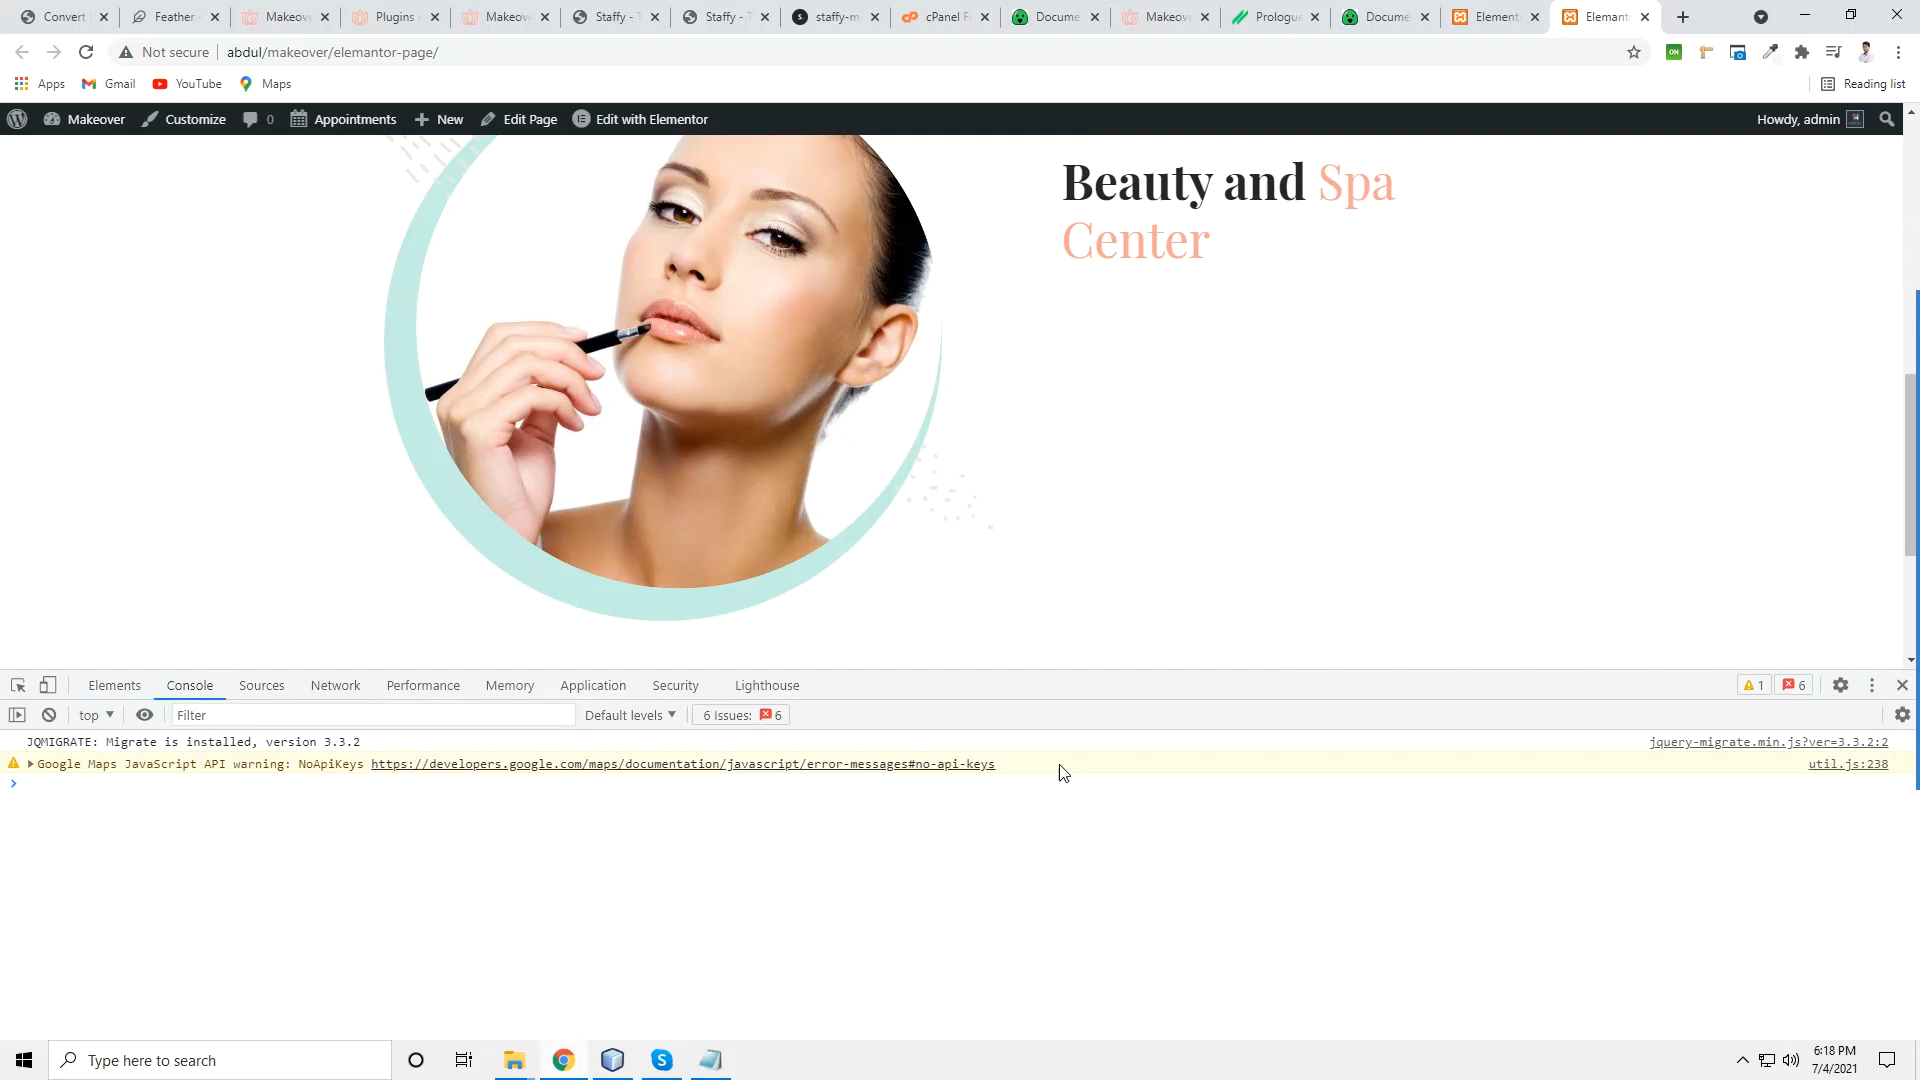 Convert
Feather -
Makeov
Plugins
Makeov
Staffy - T
Staffy - T
staffy-m
cPanel F
Docume
Makeov
Prologue
Docume
Element
Elemant
Not secure
abdul/makeover/elemantor-page/
ON
Apps
Gmail
YouTube
Maps
Reading list
Makeover
Customize
0
Appointments
New
Edit Page
Edit with Elementor
Howdy, admin
Beauty and Spa
Center
Elements
Console
Sources
Network
Performance
Memory
Application
Security
Lighthouse
1
6
top
Filter
Default levels
6 Issues:
6
JQMIGRATE: Migrate is installed, version 3.3.2
jquery-migrate.min.js?ver=3.3.2:2
Google Maps JavaScript API warning: NoApiKeys https://developers.google.com/maps/documentation/javascript/error-messages#no-api-keys
util.js:238
Type here to search
6:18 PM
7/4/2021